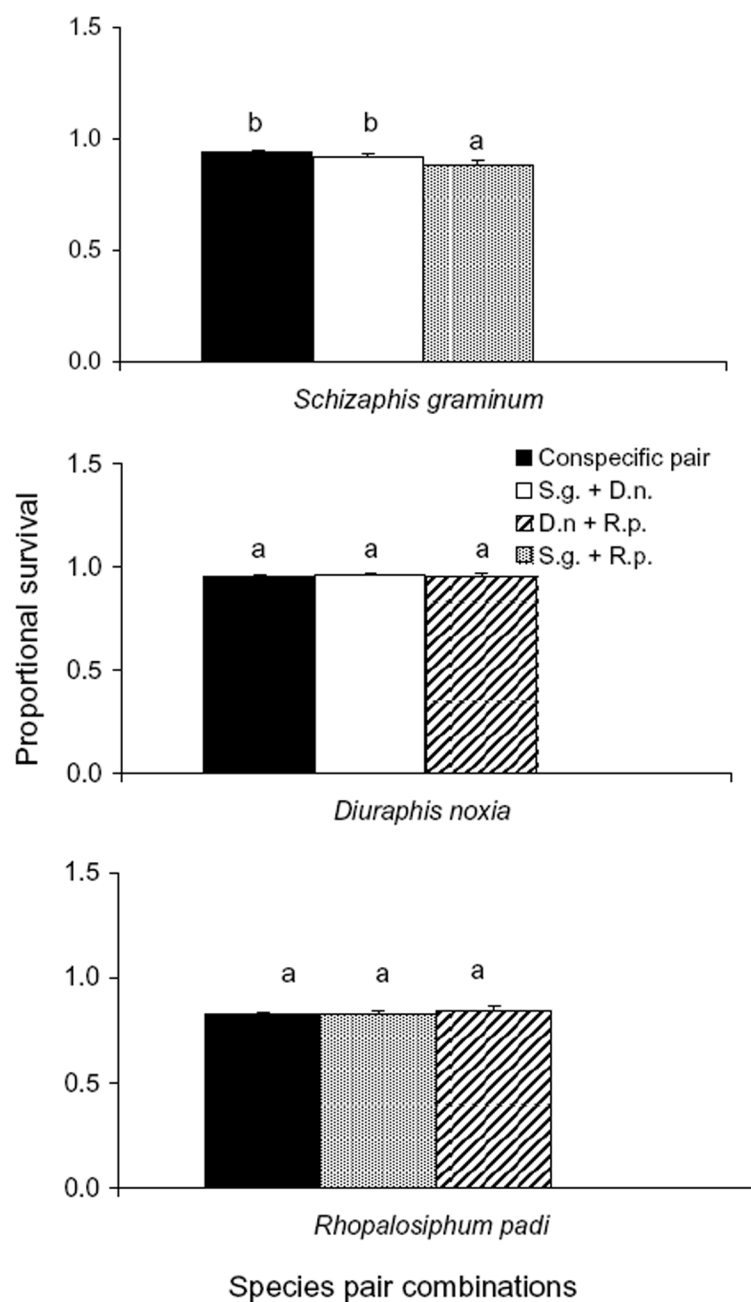 1.5
b b a
1.0
0.5
0.0
Schizaphis graminum
Proportional survival
1.5
Conspecific pair
S.g. + D.n.
D.n + R.p.
S.g. + R.p.
a a a
1.0
0.5
0.0
Diuraphis noxia
1.5
a a a
1.0
0.5
0.0
Rhopalosiphum padi
Species pair combinations